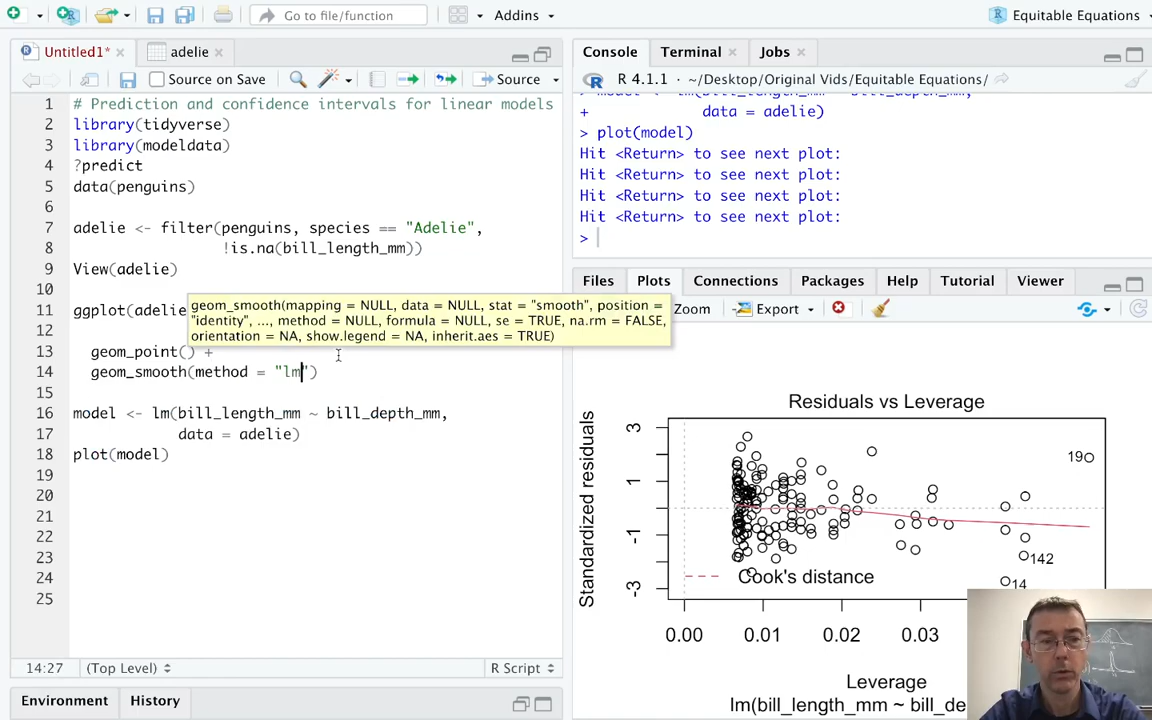 Go to file/function
Addins
Equitable Equations
Untitled1*
adelie
Source on Save
Source
1 # Prediction and confidence intervals for linear models
2 library(tidyverse)
3 library(modeldata)
4 ?predict
5 data(penguins)
6
7 adelie <- filter(penguins, species == "Adelie",
8 !is.na(bill_length_mm))
9 View(adelie)
10
11 ggplot(adelie
12
13 geom_point() +
14 geom_smooth(method = "lm")
15
16 model <- lm(bill_length_mm ~ bill_depth_mm,
17 data = adelie)
18 plot(model)
19
20
21
22
23
24
25
geom_smooth(mapping = NULL, data = NULL, stat = "smooth", position =
"identity", ..., method = NULL, formula = NULL, se = TRUE, na.rm = FALSE,
orientation = NA, show.legend = NA, inherit.aes = TRUE)
14:27 (Top Level) R Script
Environment History
Console Terminal Jobs
R 4.1.1 · ~/Desktop/Original Vids/Equitable Equations/
> model <- lm(bill_length_mm ~ bill_depth_mm,
+ data = adelie)
> plot(model)
Hit <Return> to see next plot:
Hit <Return> to see next plot:
Hit <Return> to see next plot:
Hit <Return> to see next plot:
>
Files Plots Connections Packages Help Tutorial Viewer
Zoom Export
Residuals vs Leverage
Standardized residuals
3
1
-1
-3
19
142
14
Cook's distance
0.00 0.01 0.02 0.03
Leverage
lm(bill_length_mm ~ bill_de